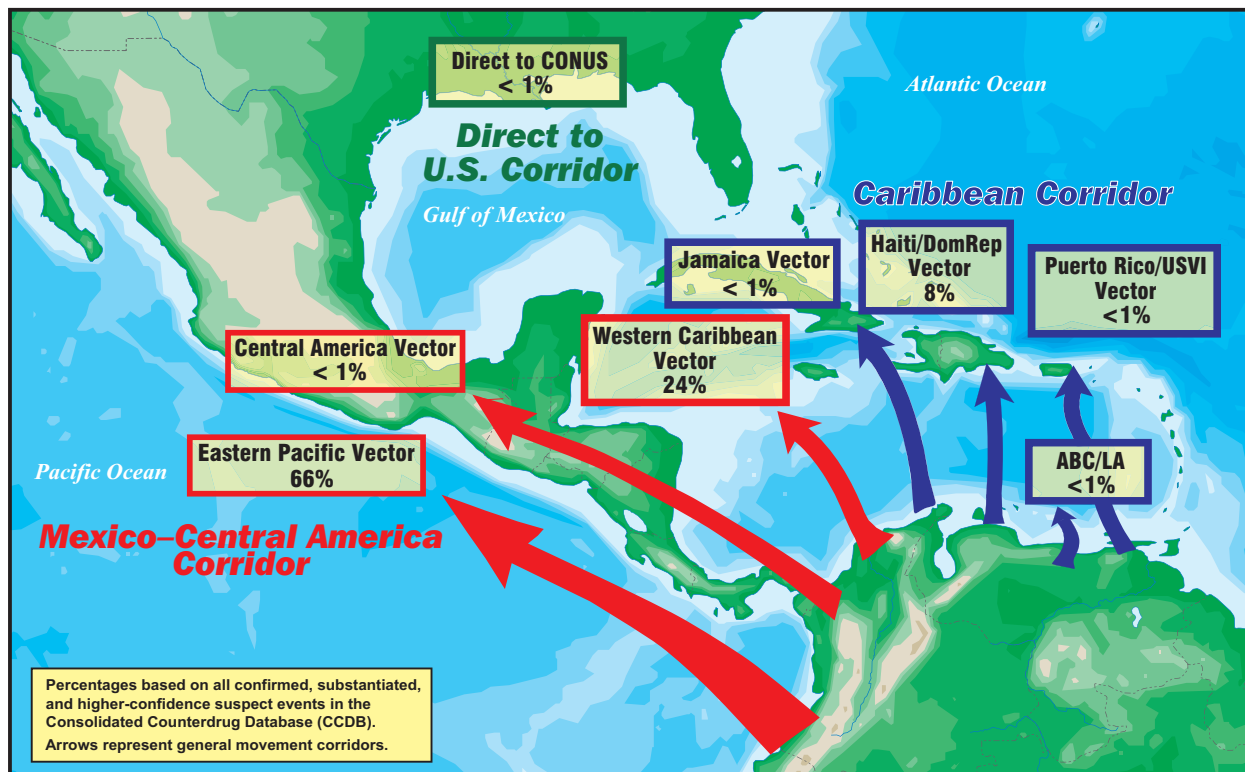 Direct to CONUS
< 1%
Direct to
U.S. Corridor
Gulf of Mexico
Atlantic Ocean
Caribbean Corridor
Jamaica Vector
< 1%
Haiti/DomRep
Vector
8%
Puerto Rico/USVI
Vector
<1%
Central America Vector
< 1%
Western Caribbean
Vector
24%
Pacific Ocean
Eastern Pacific Vector
66%
ABC/LA
<1%
Mexico–Central America
Corridor
Percentages based on all confirmed, substantiated,
and higher-confidence suspect events in the
Consolidated Counterdrug Database (CCDB).
Arrows represent general movement corridors.